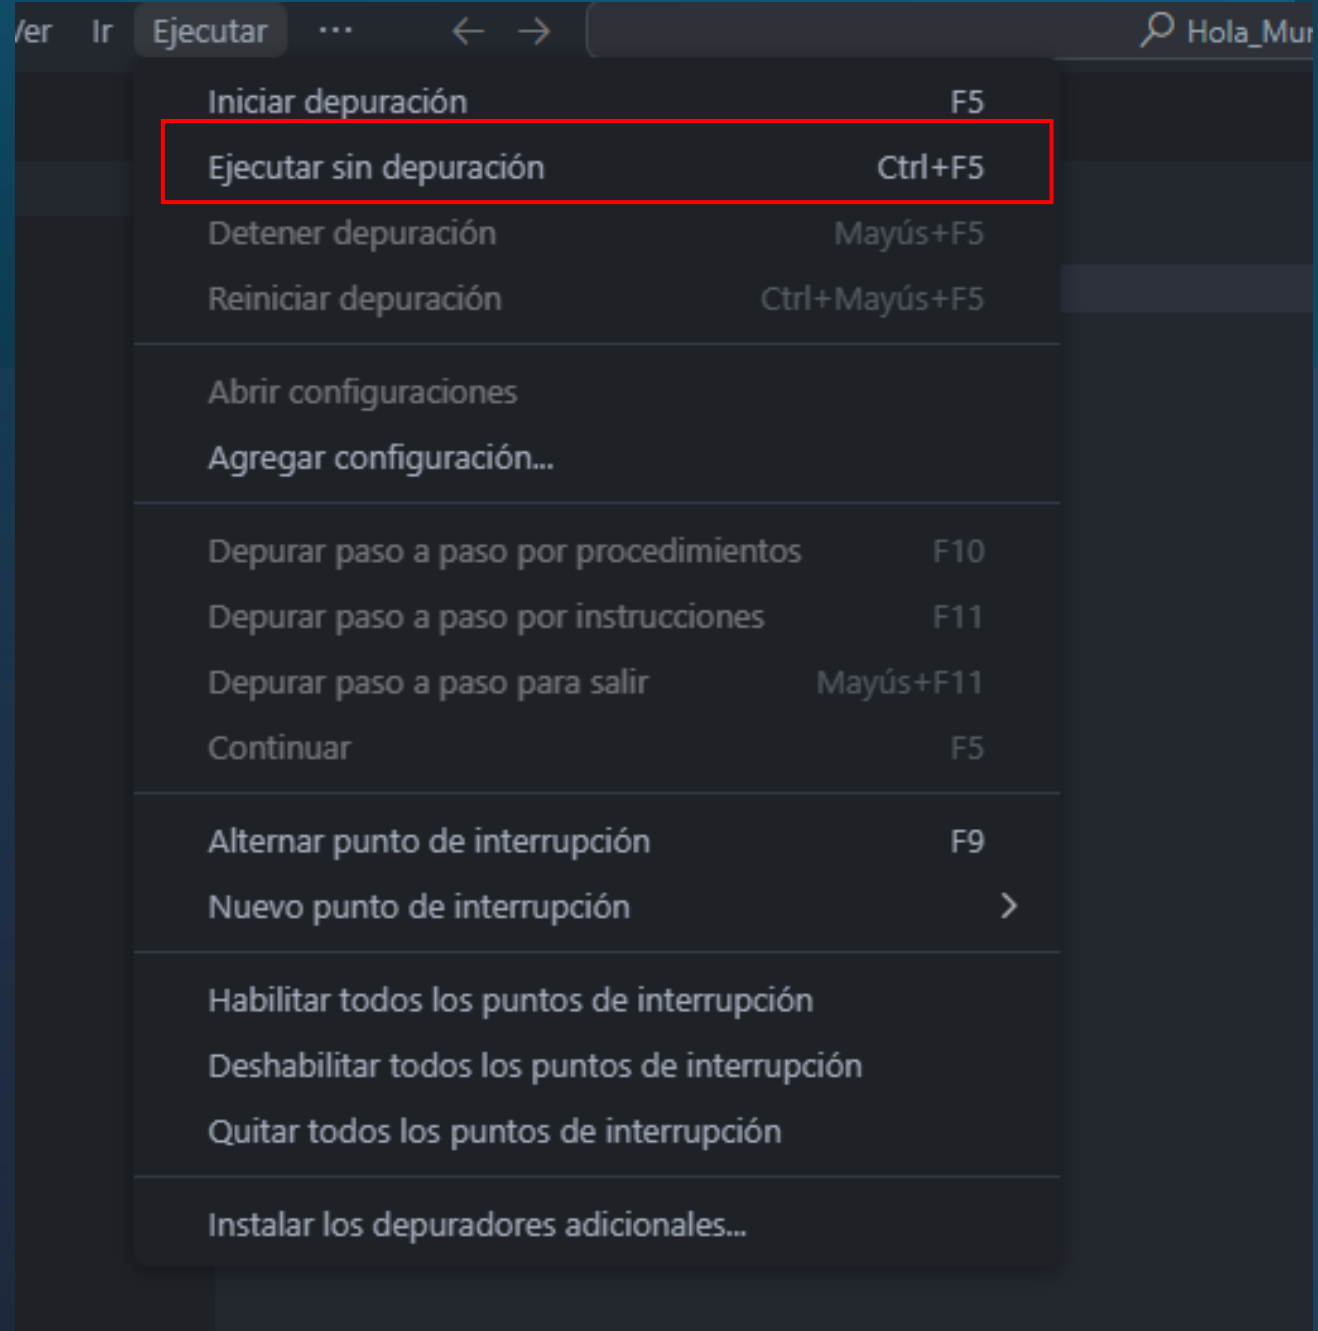 Ver Ir Ejecutar ... Hola_Mun
Iniciar depuración F5
Ejecutar sin depuración Ctrl+F5
Detener depuración Mayús+F5
Reiniciar depuración Ctrl+Mayús+F5
Abrir configuraciones
Agregar configuración...
Depurar paso a paso por procedimientos F10
Depurar paso a paso por instrucciones F11
Depurar paso a paso para salir Mayús+F11
Continuar F5
Alternar punto de interrupción F9
Nuevo punto de interrupción
Habilitar todos los puntos de interrupción
Deshabilitar todos los puntos de interrupción
Quitar todos los puntos de interrupción
Instalar los depuradores adicionales...